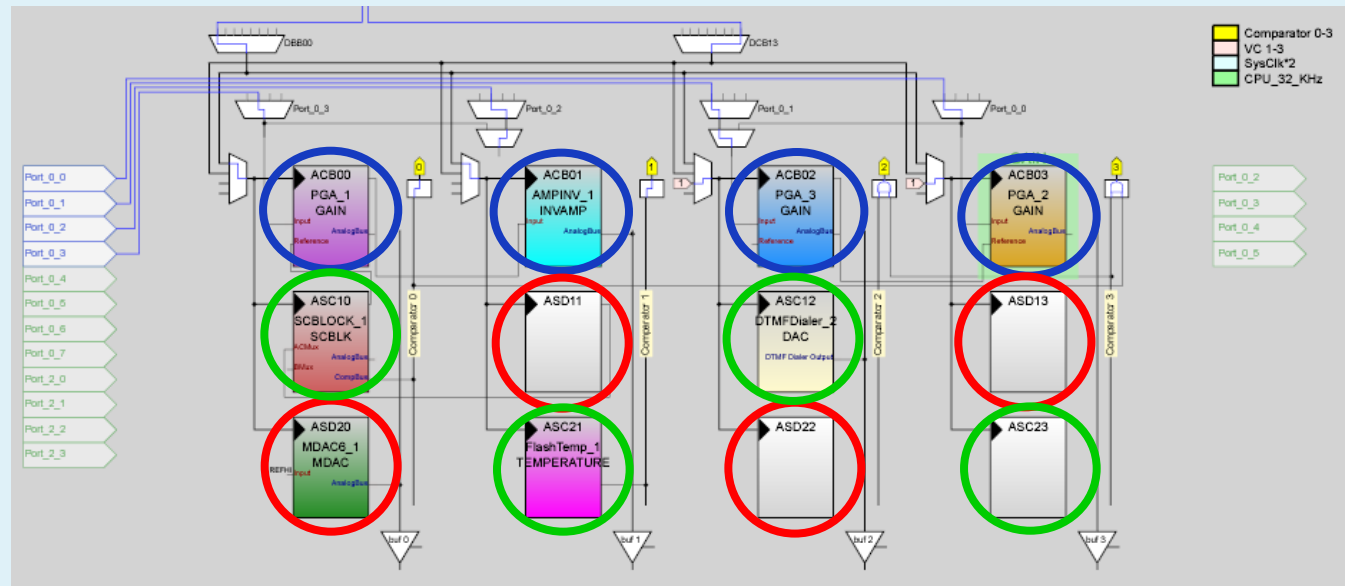 DBB00
DCB13
Comparator 0-3
VC 1-3
SysClk*2
CPU_32_KHz
Port_0_3
Port_0_2
Port_0_1
Port_0_0
Port_0_0
Port_0_1
Port_0_2
Port_0_3
Port_0_4
Port_0_5
Port_0_6
Port_0_7
Port_2_0
Port_2_1
Port_2_2
Port_2_3
ACB00
PGA_1
GAIN
Input
AnalogBus
Reference
0
ACB01
AMPINV_1
INVAMP
Input
AnalogBus
1
1
ACB02
PGA_3
GAIN
Input
AnalogBus
Reference
2
1
ACB03
PGA_2
GAIN
Input
AnalogBus
Reference
3
Port_0_2
Port_0_3
Port_0_4
Port_0_5
ASC10
SCBLOCK_1
SCBLK
ACMux
AnalogBus
BMux
CompBus
Comparator 0
ASD11
Comparator 1
ASC12
DTMFDialer_2
DAC
DTMF Dialer Output
Comparator 2
ASD13
Comparator 3
ASD20
MDAC6_1
MDAC
REFHI
Input
AnalogBus
ASC21
FlashTemp_1
TEMPERATURE
ASD22
ASC23
buf 0
buf 1
buf 2
buf 3